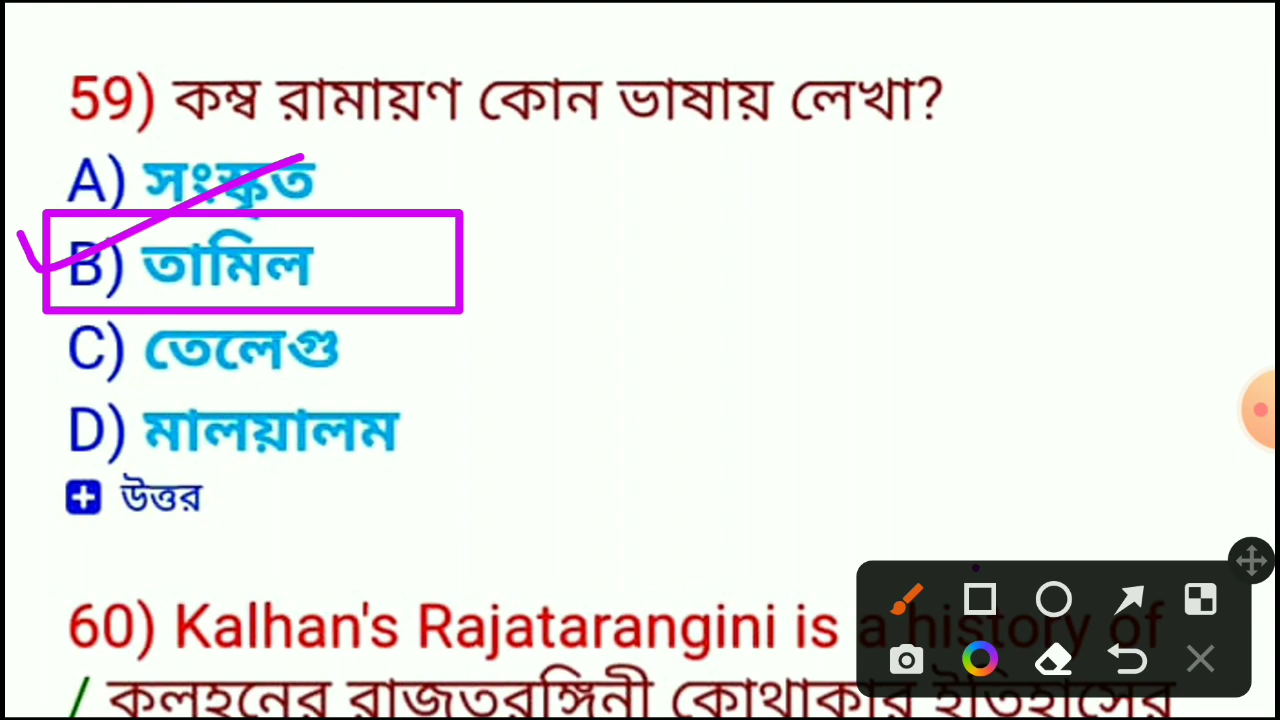 59) কম্ব রামায়ণ কোন ভাষায় লেখা?
A) সংস্কৃত
B) তামিল
C) তেলেগু
D) মালয়ালম
উত্তর
60) Kalhan's Rajatarangini is a history of
/ কলহনের রাজতরঙ্গিনী কোথাকার ইতিহাসের